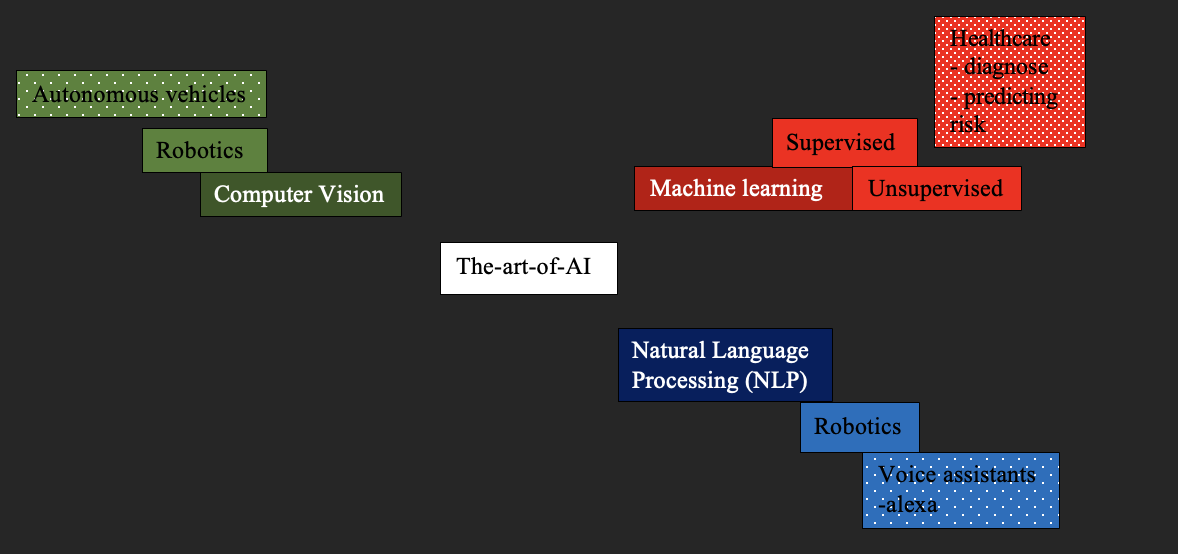 Healthcare
- diagnose
- predicting
risk
Autonomous vehicles
Supervised
Robotics
Machine learning
Unsupervised
Computer Vision
The-art-of-AI
Natural Language
Processing (NLP)
Robotics
Voice assistants
-alexa